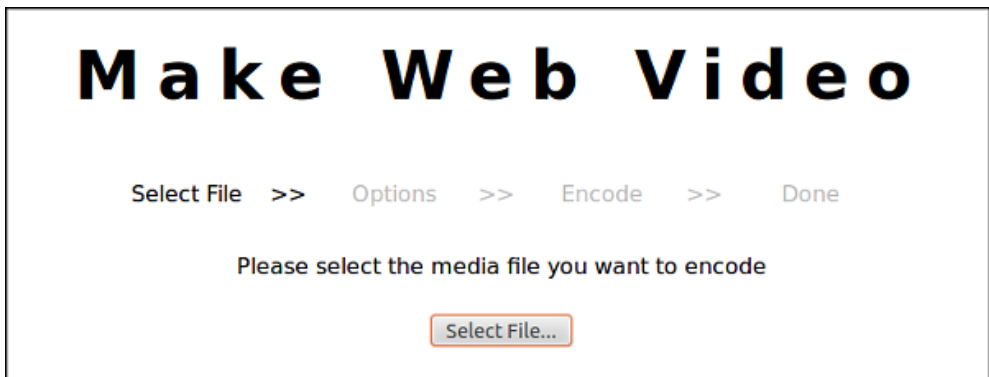 Make Web Video
Select File >> Options >> Encode >> Done
Please select the media file you want to encode
Select File...